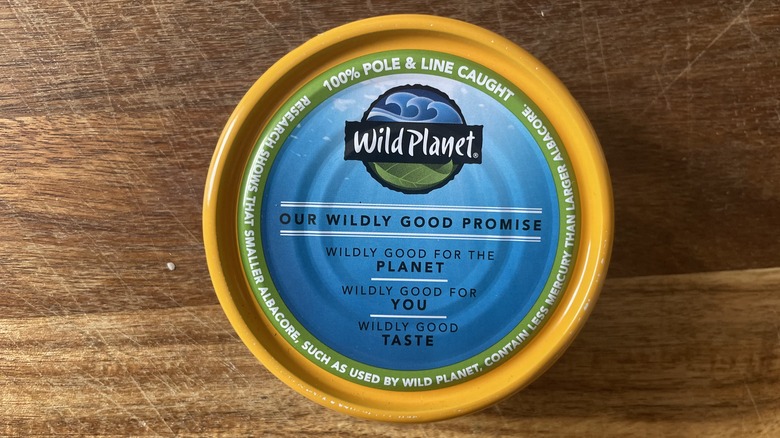 100% POLE & LINE CAUGHT
Wild Planet®
OUR WILDLY GOOD PROMISE
WILDLY GOOD FOR THE
PLANET
WILDLY GOOD FOR
YOU
WILDLY GOOD
TASTE
RESEARCH SHOWS THAT SMALLER ALBACORE, SUCH AS USED BY WILD PLANET, CONTAIN LESS MERCURY THAN LARGER ALBACORE.